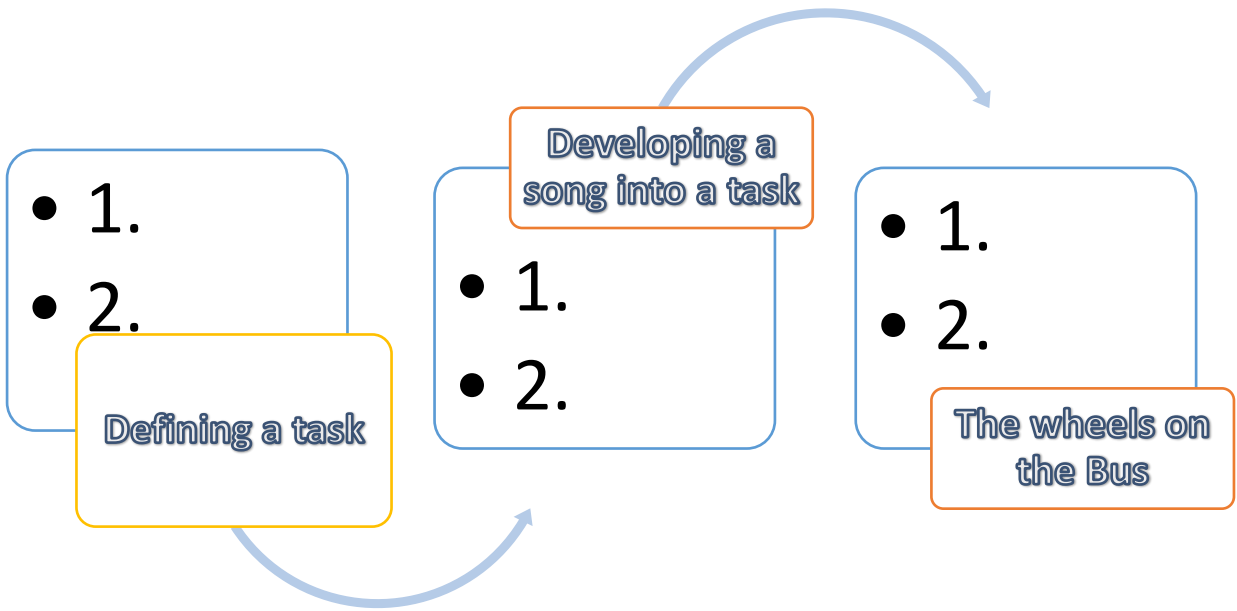 • 1.
• 2.
Defining a task
Developing a
song into a task
• 1.
• 2.
• 1.
• 2.
The wheels on
the Bus